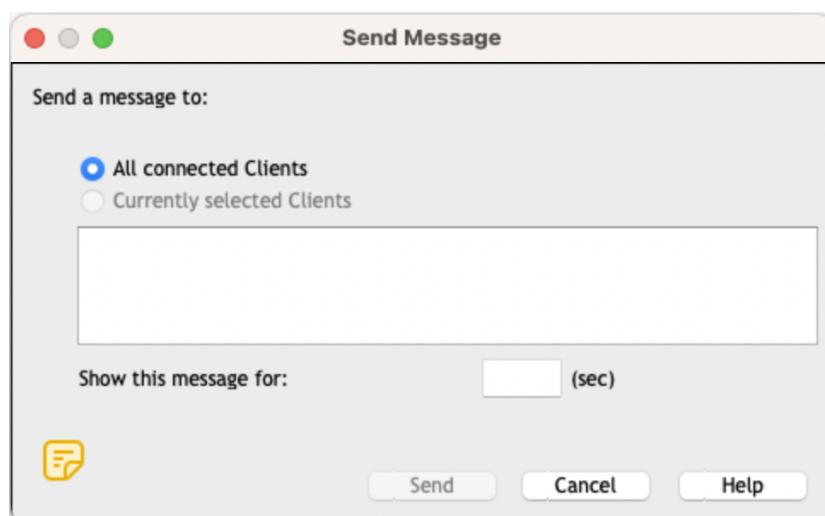 Send Message
Send a message to:
All connected Clients
Currently selected Clients
Show this message for: (sec)
Send Cancel Help